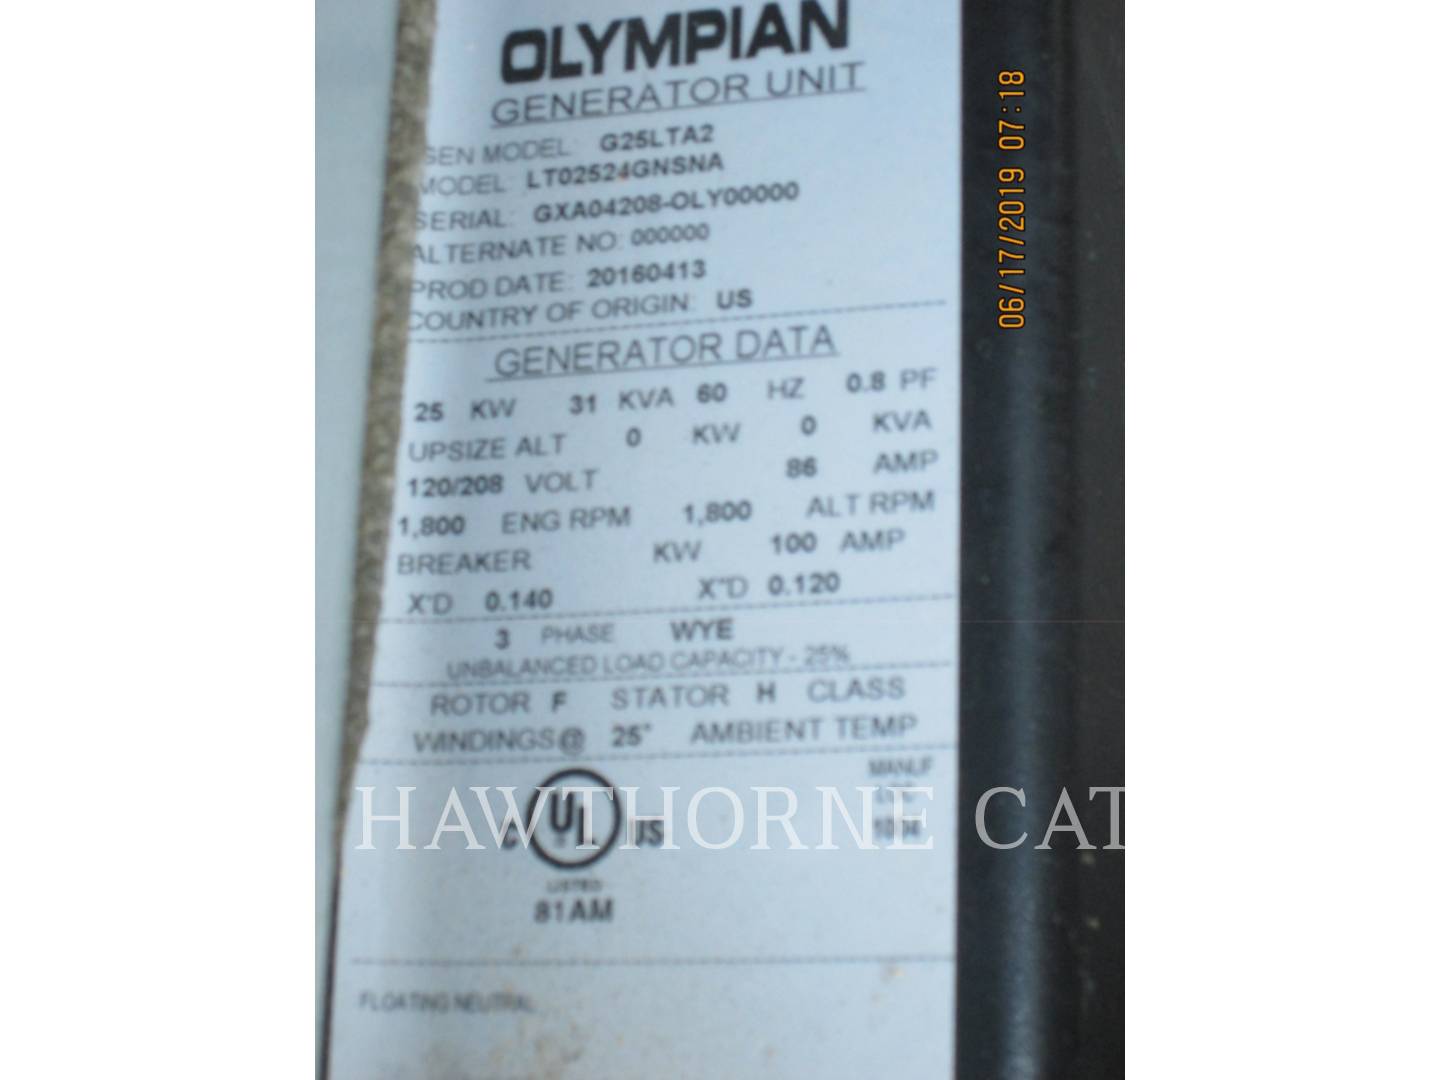 OLYMPIAN
GENERATOR UNIT
GEN MODEL: G25LTA2
MODEL: LT02524GNSNA
SERIAL: GXA04208-OLY00000
ALTERNATE NO: 000000
PROD DATE: 20160413
COUNTRY OF ORIGIN: US
GENERATOR DATA
25 KW 31 KVA 60 HZ 0.8 PF
UPSIZE ALT 0 KW 0 KVA
120/208 VOLT 86 AMP
1,800 ENG RPM 1,800 ALT RPM
BREAKER KW 100 AMP
X'D 0.140 X"D 0.120
3 PHASE WYE
UNBALANCED LOAD CAPACITY - 25%
ROTOR F STATOR H CLASS
WINDINGS@ 25° AMBIENT TEMP
MANUF
C UL US
LISTED
81AM
FLOATING NEUTRAL
06/17/2019 07:18
HAWTHORNE CAT